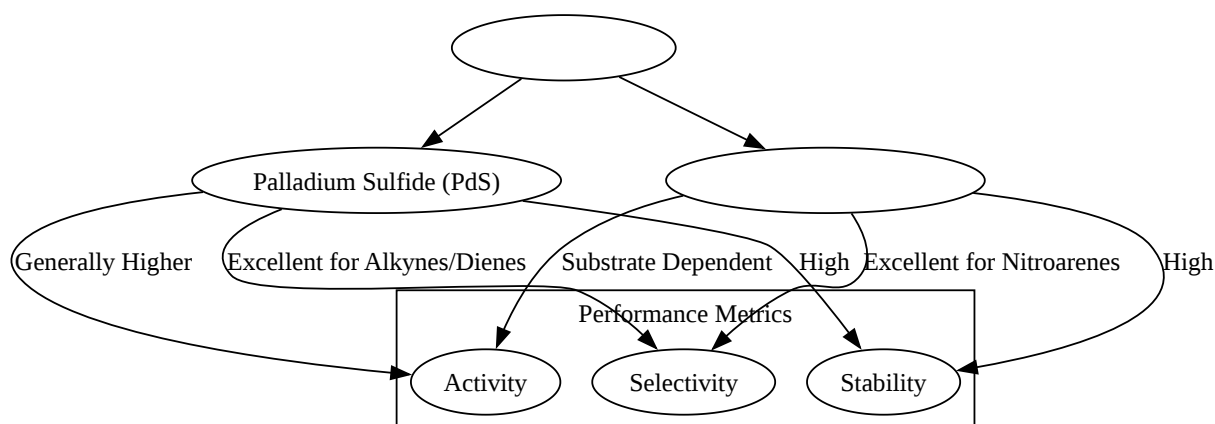 Palladium Sulfide (PdS)
Generally Higher
Excellent for Alkynes/Dienes
Substrate Dependent
High
Excellent for Nitroarenes
High
Performance Metrics
Activity
Selectivity
Stability